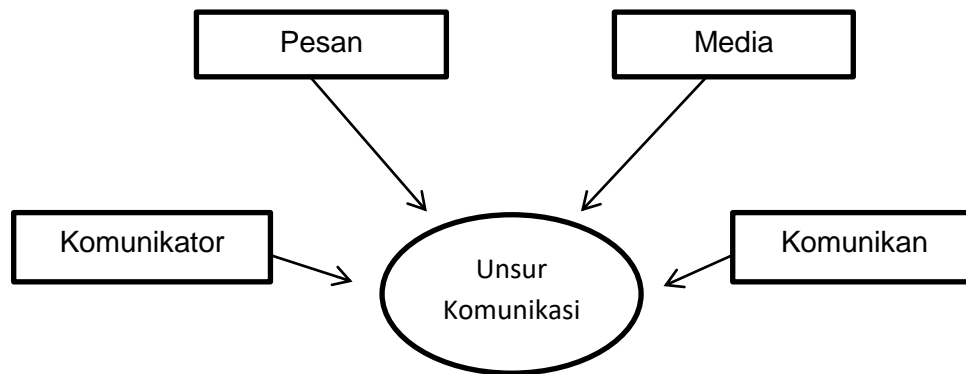 Pesan
Media
Komunikator
Komunikan
Unsur
Komunikasi